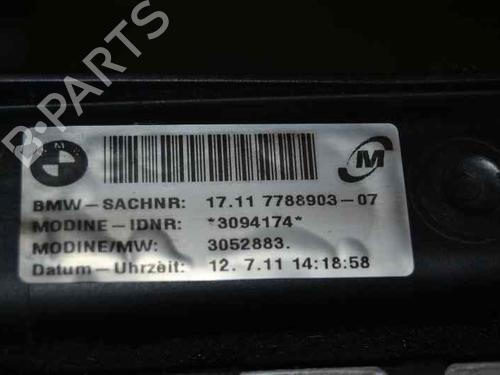 BMW
M
BMW-SACHNR: 17.11 7788903-07
MODINE-IDNR: *3094174*
MODINE/MW: 3052883.
Datum-Uhrzeit: 12. 7.11 14:18:58
B-PARTS